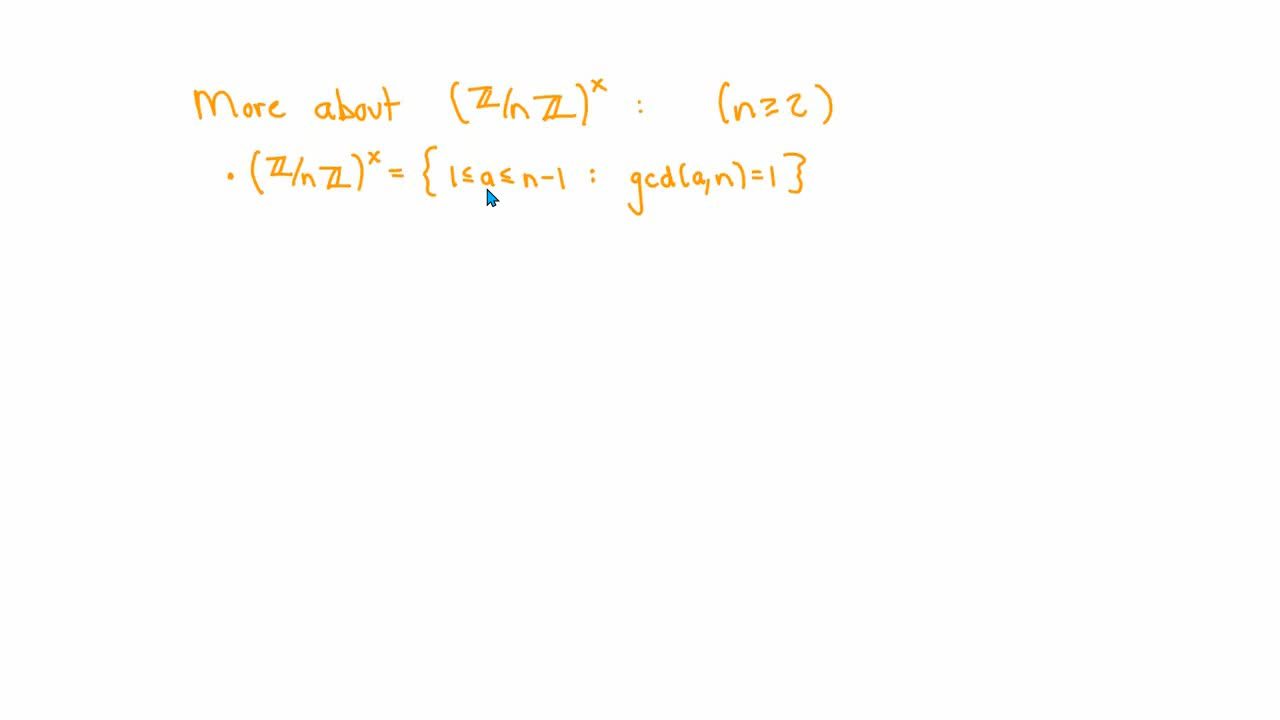 More about (ℤ/nℤ)ˣ : (n≥2)
• (ℤ/nℤ)ˣ = { 1≤a≤n-1 : gcd(a,n)=1 }